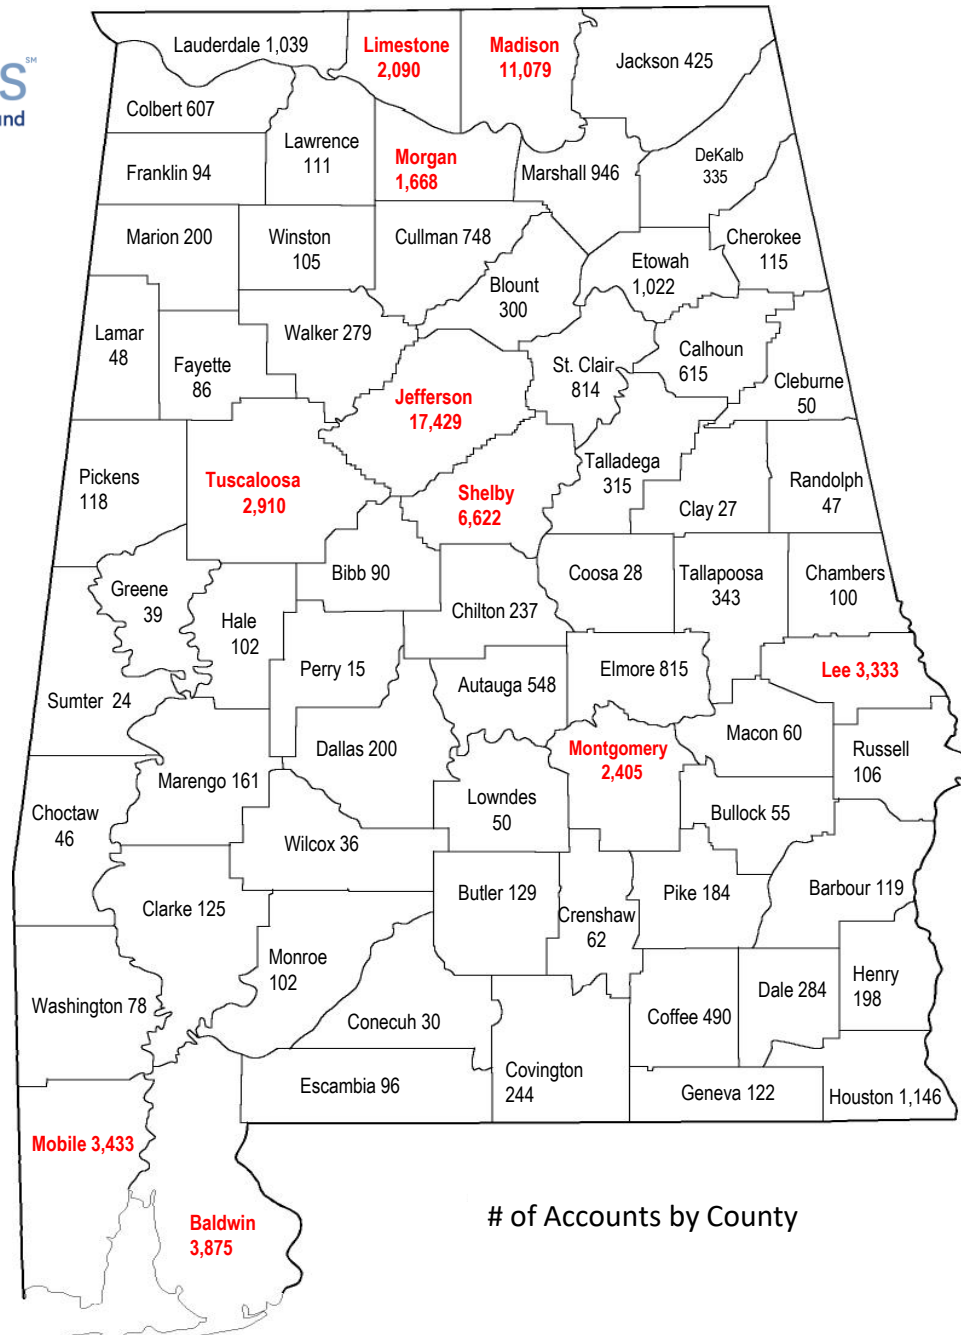 S℠
und
Lauderdale 1,039
Limestone
2,090
Madison
11,079
Jackson 425
Colbert 607
Lawrence
111
Franklin 94
Morgan
1,668
Marshall 946
DeKalb
335
Marion 200
Winston
105
Cullman 748
Cherokee
115
Etowah
1,022
Blount
300
Lamar
48
Walker 279
Fayette
86
St. Clair
814
Calhoun
615
Cleburne
50
Jefferson
17,429
Pickens
118
Tuscaloosa
2,910
Shelby
6,622
Talladega
315
Clay 27
Randolph
47
Greene
39
Bibb 90
Hale
102
Chilton 237
Coosa 28
Tallapoosa
343
Chambers
100
Perry 15
Sumter 24
Autauga 548
Elmore 815
Lee 3,333
Macon 60
Russell
106
Dallas 200
Montgomery
2,405
Marengo 161
Choctaw
46
Lowndes
50
Bullock 55
Wilcox 36
Clarke 125
Butler 129
Crenshaw
62
Pike 184
Barbour 119
Monroe
102
Washington 78
Conecuh 30
Coffee 490
Dale 284
Henry
198
Escambia 96
Covington
244
Geneva 122
Houston 1,146
Mobile 3,433
Baldwin
3,875
# of Accounts by County